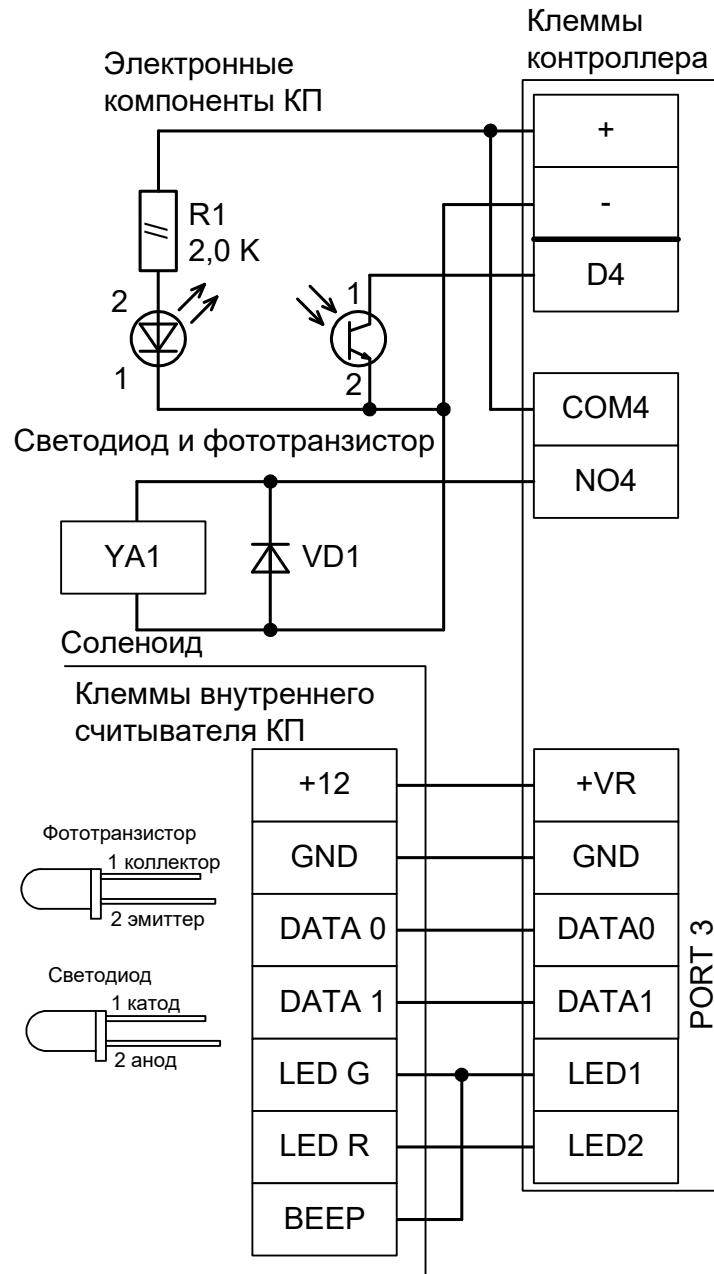 Клеммы
контроллера
Электронные
компоненты КП
+
-
D4
R1
2,0 K
2
1
1
2
COM4
NO4
Светодиод и фототранзистор
YA1
VD1
Соленоид
Клеммы внутреннего
считывателя КП
+12
+VR
GND
GND
DATA 0
DATA0
DATA 1
DATA1
LED G
LED1
LED R
LED2
BEEP
PORT 3
Фототранзистор
1 коллектор
2 эмиттер
Светодиод
1 катод
2 анод